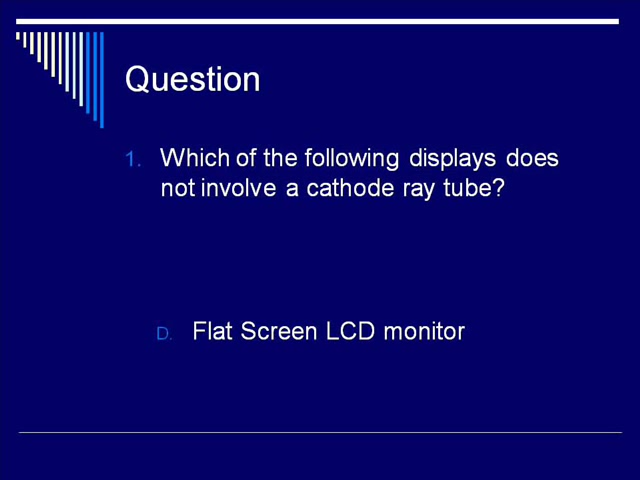 Question
1. Which of the following displays does
not involve a cathode ray tube?
D. Flat Screen LCD monitor